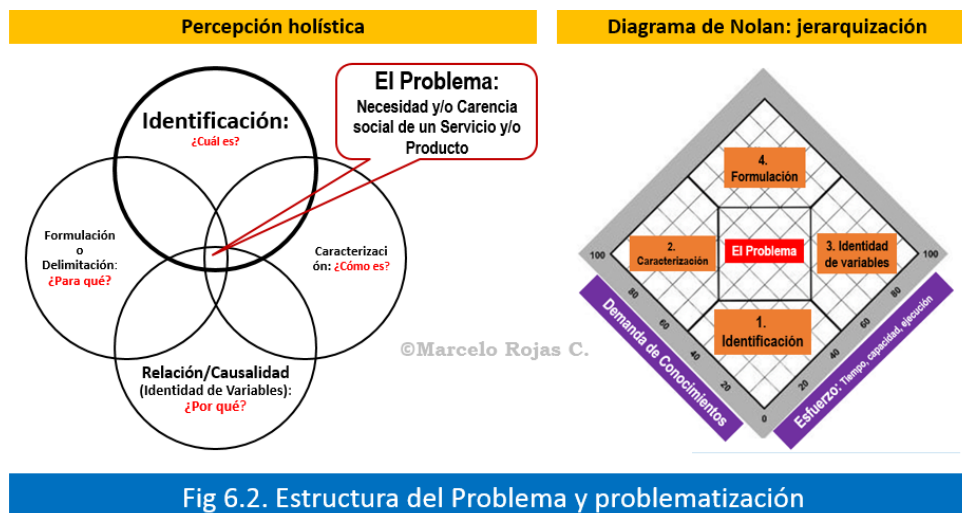 Percepción holística
Identificación:
¿Cuál es?
El Problema:
Necesidad y/o Carencia
social de un Servicio y/o
Producto
Formulación
o
Delimitación:
¿Para qué?
Caracterizaci
ón: ¿Cómo es?
Relación/Causalidad
(Identidad de Variables):
¿Por qué?
©Marcelo Rojas C.
Diagrama de Nolan: jerarquización
4.
Formulación
2.
Caracterización
El Problema
3. Identidad
de variables
1.
Identificación
100
80
60
40
20
0
20
40
60
80
100
Demanda de Conocimientos
Esfuerzo: Tiempo, capacidad, ejecución
Fig 6.2. Estructura del Problema y problematización